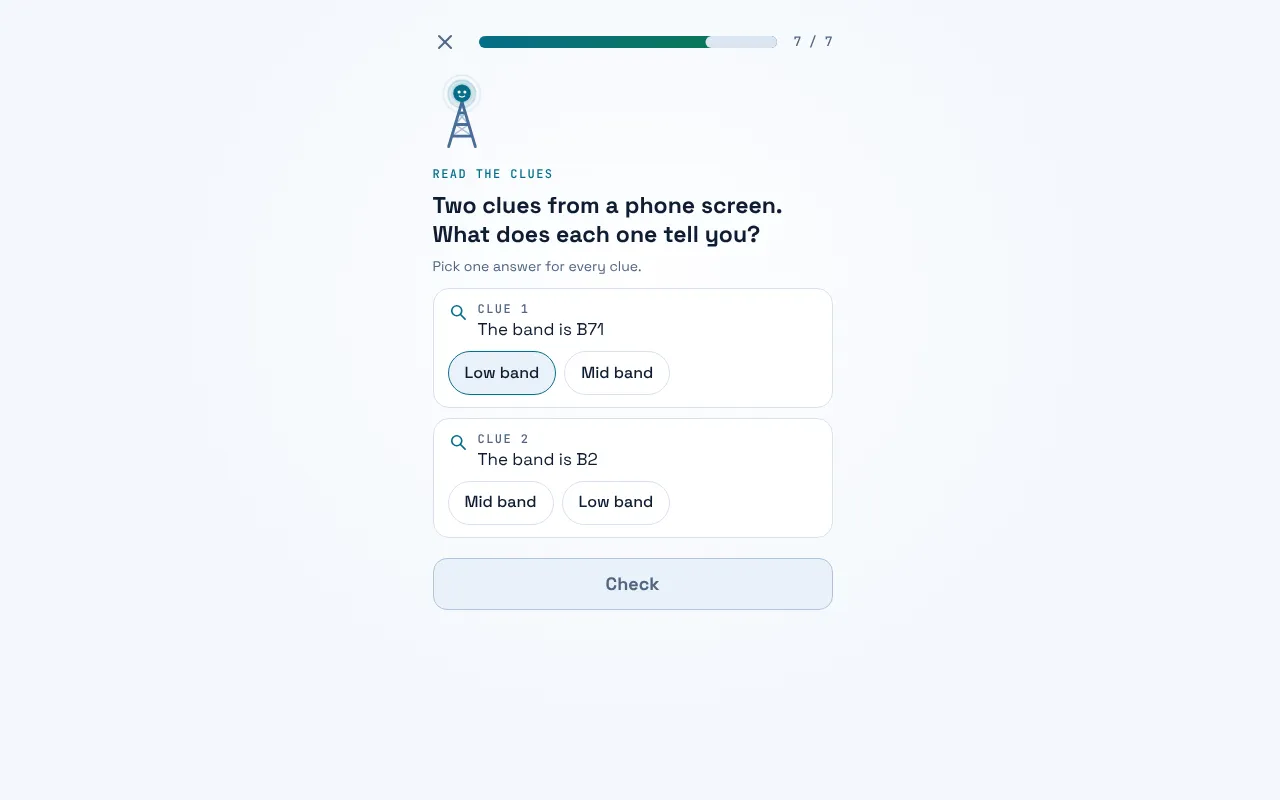 7 / 7
READ THE CLUES
Two clues from a phone screen.
What does each one tell you?
Pick one answer for every clue.
CLUE 1
The band is B71
Low band
Mid band
CLUE 2
The band is B2
Mid band
Low band
Check